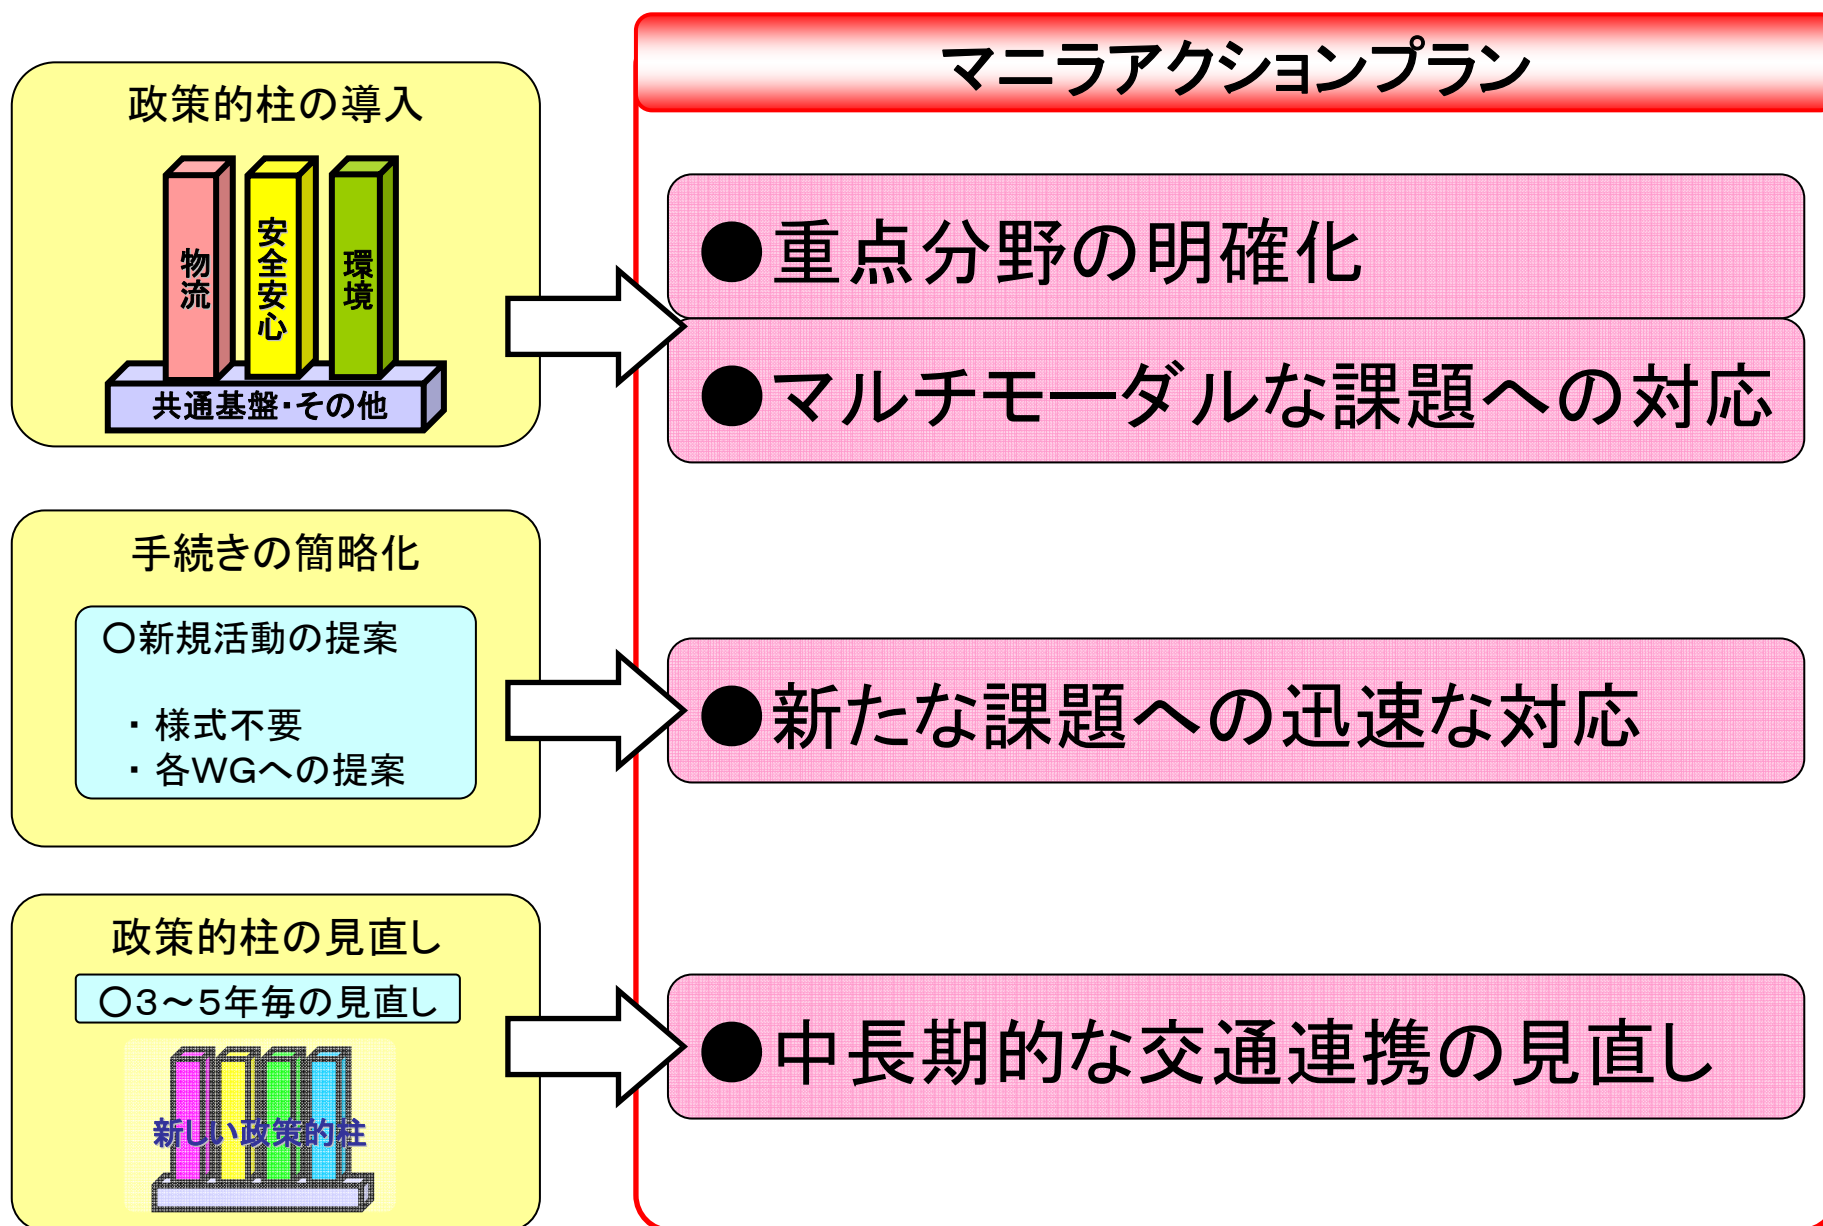 マニラアクションプラン
政策的柱の導入
物流
安全安心
環境
共通基盤・その他
●重点分野の明確化
●マルチモーダルな課題への対応
手続きの簡略化
○新規活動の提案
・様式不要
・各WGへの提案
●新たな課題への迅速な対応
政策的柱の見直し
○3～5年毎の見直し
新しい政策的柱
●中長期的な交通連携の見直し